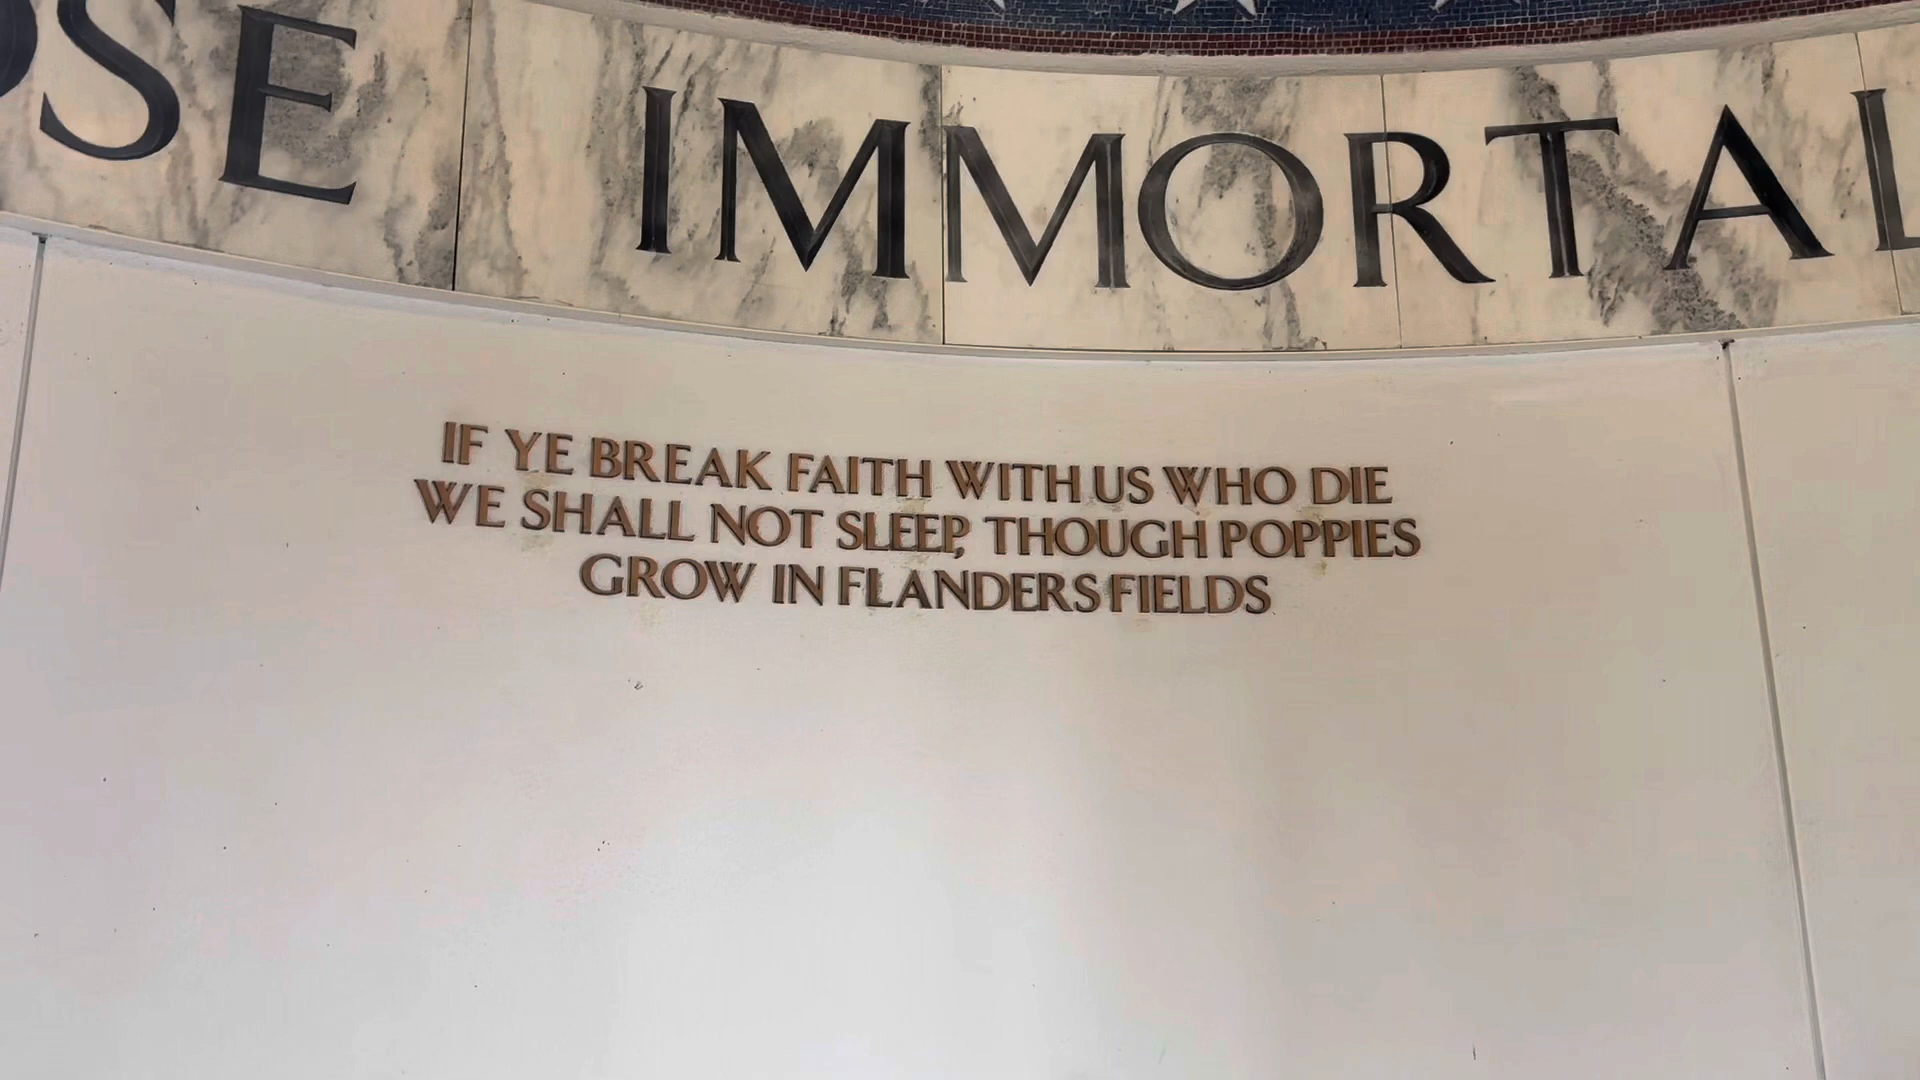 OSE IMMORTAL
IF YE BREAK FAITH WITH US WHO DIE
WE SHALL NOT SLEEP, THOUGH POPPIES
GROW IN FLANDERS FIELDS